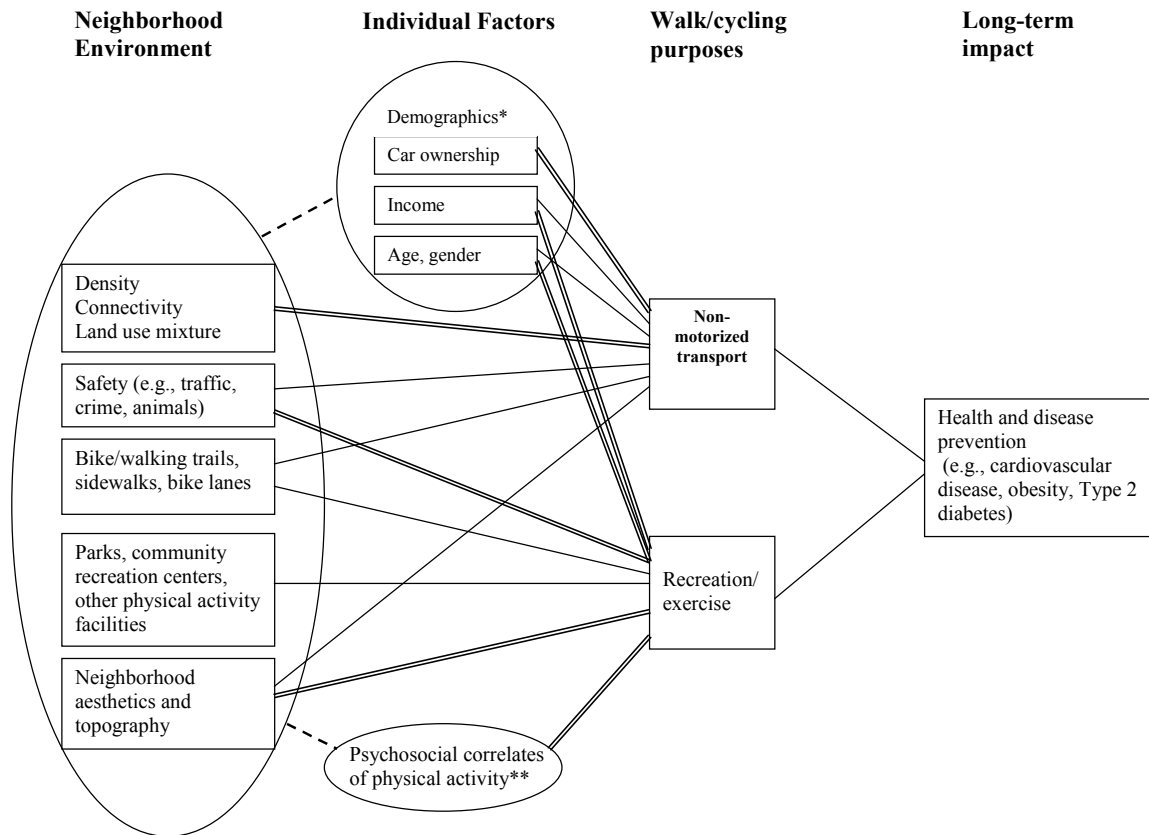 Neighborhood
Environment
Individual Factors
Walk/cycling
purposes
Long-term
impact
Demographics*
Car ownership
Income
Age, gender
Density
Connectivity
Land use mixture
Safety (e.g., traffic,
crime, animals)
Bike/walking trails,
sidewalks, bike lanes
Parks, community
recreation centers,
other physical activity
facilities
Neighborhood
aesthetics and
topography
Psychosocial correlates
of physical activity**
Non-
motorized
transport
Recreation/
exercise
Health and disease
prevention
(e.g., cardiovascular
disease, obesity, Type 2
diabetes)